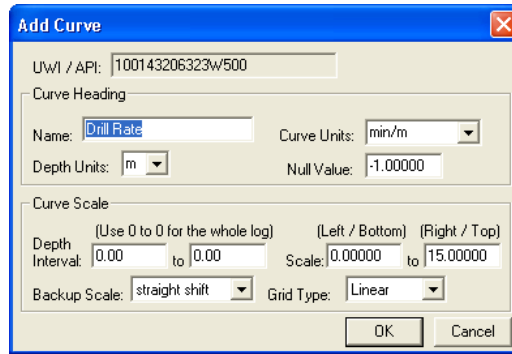 Add Curve
UWI / API: 100143206323W500
Curve Heading
Name: Drill Rate Curve Units: min/m
Depth Units: m Null Value: -1.00000
Curve Scale
(Use 0 to 0 for the whole log) (Left / Bottom) (Right / Top)
Depth Interval: 0.00 to 0.00 Scale: 0.00000 to 15.00000
Backup Scale: straight shift Grid Type: Linear
OK Cancel